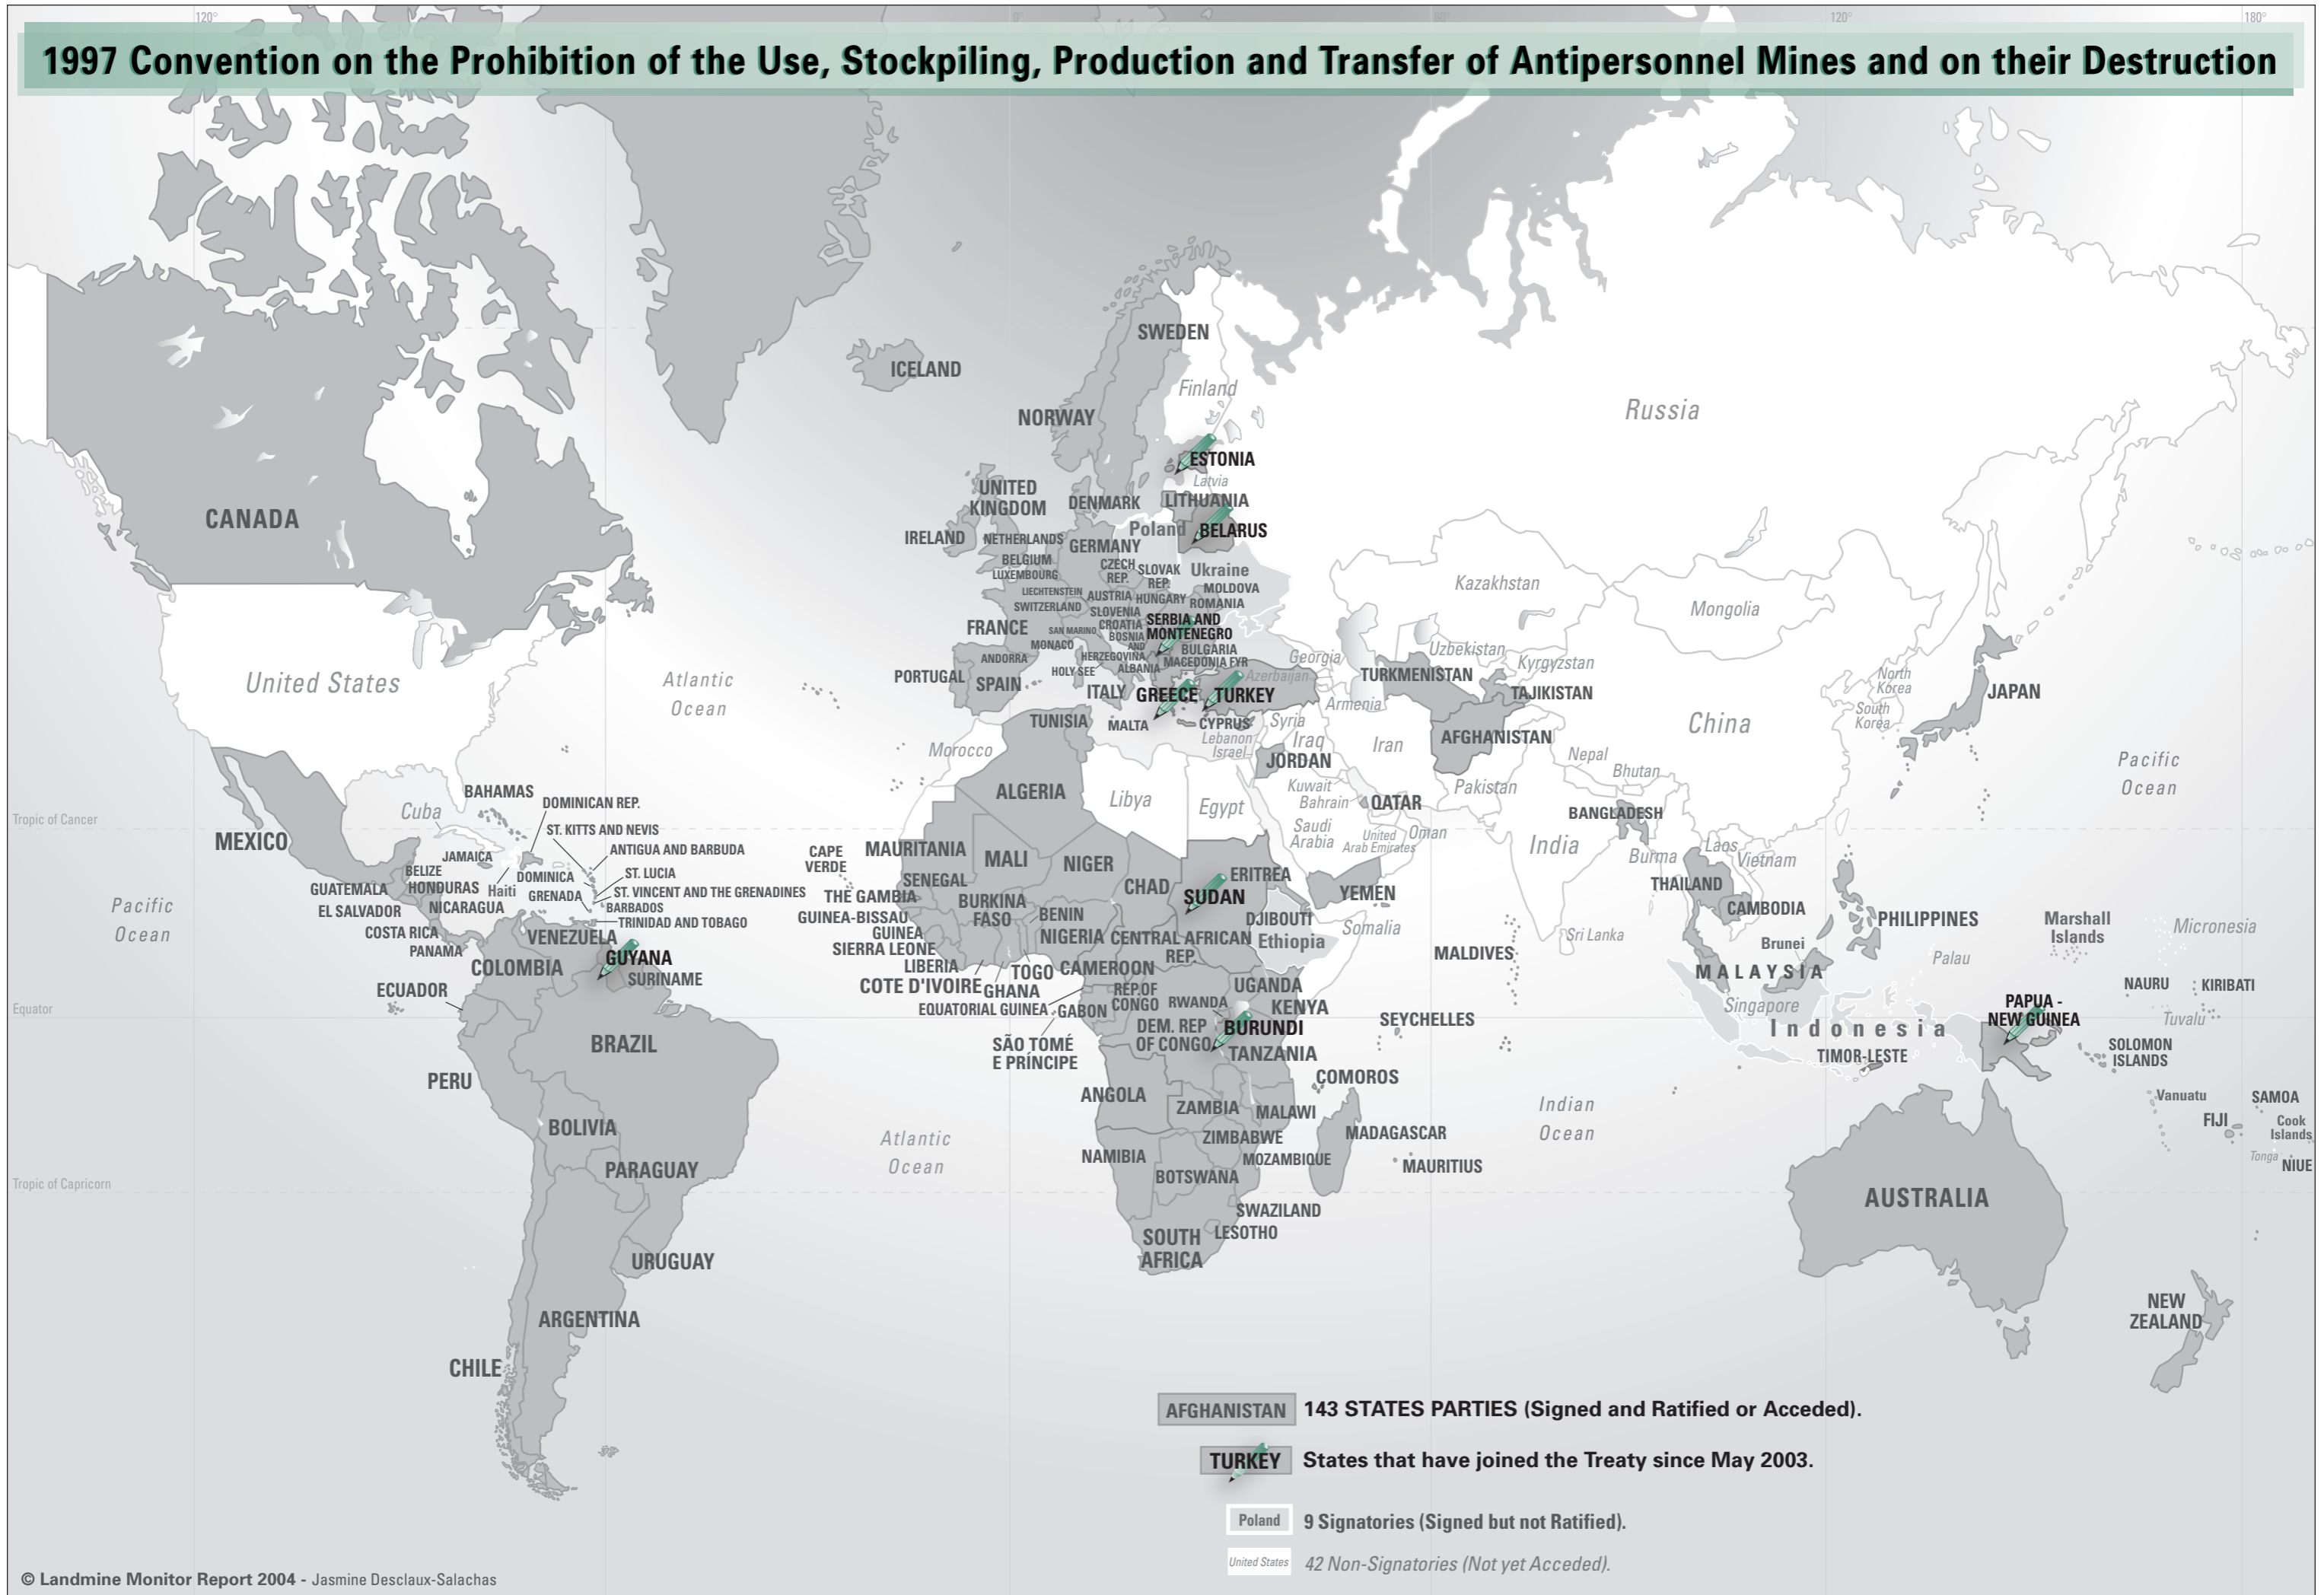 120°
0°
60°
120°
180°
1997 Convention on the Prohibition of the Use, Stockpiling, Production and Transfer of Antipersonnel Mines and on their Destruction
SWEDEN
ICELAND
Finland
NORWAY
Russia
ESTONIA
Latvia
UNITED
KINGDOM
DENMARK
LITHUANIA
CANADA
IRELAND
NETHERLANDS
Poland
BELARUS
GERMANY
BELGIUM
LUXEMBOURG
CZECH
REP.
SLOVAK
REP.
Ukraine
MOLDOVA
LIECHTENSTEIN
AUSTRIA
HUNGARY
ROMANIA
SWITZERLAND
SLOVENIA
CROATIA
SERBIA AND
MONTENEGRO
FRANCE
SAN MARINO
BOSNIA
AND
HERZEGOVINA
MONACO
BULGARIA
ANDORRA
ALBANIA
MACEDONIA FYR
HOLY SEE
PORTUGAL
SPAIN
ITALY
GREECE
TURKEY
Georgia
Azerbaijan
Armenia
Kazakhstan
Mongolia
Uzbekistan
Kyrgyzstan
TURKMENISTAN
TAJIKISTAN
North
Korea
South
Korea
JAPAN
United States
Atlantic
Ocean
TUNISIA
MALTA
CYPRUS
Syria
Lebanon
Israel
Iraq
Iran
AFGHANISTAN
China
Morocco
JORDAN
Nepal
Bhutan
Pacific
Ocean
ALGERIA
Libya
Egypt
Kuwait
Bahrain
QATAR
Pakistan
BANGLADESH
BAHAMAS
DOMINICAN REP.
Cuba
Tropic of Cancer
MEXICO
ST. KITTS AND NEVIS
ANTIGUA AND BARBUDA
Saudi
Arabia
United
Arab Emirates
Oman
India
Burma
Laos
Vietnam
JAMAICA
BELIZE
DOMINICA
ST. LUCIA
CAPE
VERDE
MAURITANIA
MALI
NIGER
CHAD
ERITREA
GUATEMALA
HONDURAS
Haiti
GRENADA
ST. VINCENT AND THE GRENADINES
SENEGAL
SUDAN
YEMEN
THAILAND
THE GAMBIA
BURKINA
FASO
EL SALVADOR
NICARAGUA
BARBADOS
CAMBODIA
PHILIPPINES
Pacific
Ocean
TRINIDAD AND TOBAGO
GUINEA-BISSAU
BENIN
DJIBOUTI
Somalia
Marshall
Islands
Micronesia
COSTA RICA
PANAMA
VENEZUELA
GUINEA
NIGERIA
CENTRAL AFRICAN
REP.
Ethiopia
Sri Lanka
Brunei
SIERRA LEONE
MALDIVES
GUYANA
COLOMBIA
SURINAME
LIBERIA
TOGO
CAMEROON
MALAYSIA
Palau
COTE D'IVOIRE
GHANA
UGANDA
ECUADOR
REP.OF
CONGO
RWANDA
KENYA
NAURU
KIRIBATI
Equator
EQUATORIAL GUINEA
GABON
Singapore
PAPUA -
NEW GUINEA
Tuvalu
BURUNDI
SEYCHELLES
Indonesia
DEM. REP
OF CONGO
BRAZIL
SÃO TOMÉ
E PRÍNCIPE
TANZANIA
TIMOR-LESTE
SOLOMON
ISLANDS
PERU
COMOROS
ANGOLA
Vanuatu
SAMOA
BOLIVIA
ZAMBIA
MALAWI
Indian
Ocean
FIJI
Cook
Islands
Atlantic
Ocean
ZIMBABWE
MADAGASCAR
NAMIBIA
MOZAMBIQUE
MAURITIUS
Tonga
NIUE
PARAGUAY
BOTSWANA
Tropic of Capricorn
SWAZILAND
AUSTRALIA
LESOTHO
SOUTH
AFRICA
URUGUAY
NEW
ZEALAND
ARGENTINA
CHILE
AFGHANISTAN 143 STATES PARTIES (Signed and Ratified or Acceded).
TURKEY States that have joined the Treaty since May 2003.
Poland 9 Signatories (Signed but not Ratified).
United States 42 Non-Signatories (Not yet Acceded).
© Landmine Monitor Report 2004 - Jasmine Desclaux-Salachas